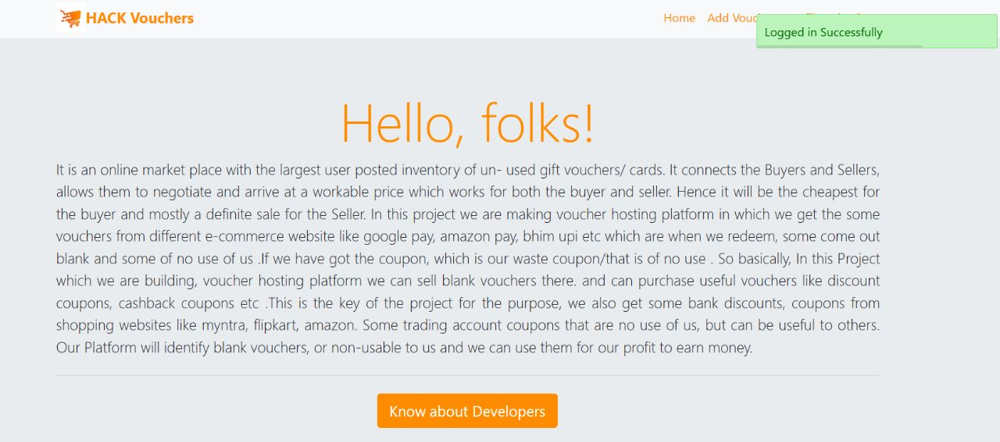 HACK Vouchers
Home Add
Logged in Successfully
Hello, folks!
It is an online market place with the largest user posted inventory of un- used gift vouchers/ cards. It connects the Buyers and Sellers,
allows them to negotiate and arrive at a workable price which works for both the buyer and seller. Hence it will be the cheapest for
the buyer and mostly a definite sale for the Seller. In this project we are making voucher hosting platform in which we get the some
vouchers from different e-commerce website like google pay, amazon pay, bhim upi etc which are when we redeem, some come out
blank and some of no use of us .If we have got the coupon, which is our waste coupon/that is of no use . So basically, In this Project
which we are building, voucher hosting platform we can sell blank vouchers there. and can purchase useful vouchers like discount
coupons, cashback coupons etc .This is the key of the project for the purpose, we also get some bank discounts, coupons from
shopping websites like myntra, flipkart, amazon. Some trading account coupons that are no use of us, but can be useful to others.
Our Platform will identify blank vouchers, or non-usable to us and we can use them for our profit to earn money.
Know about Developers